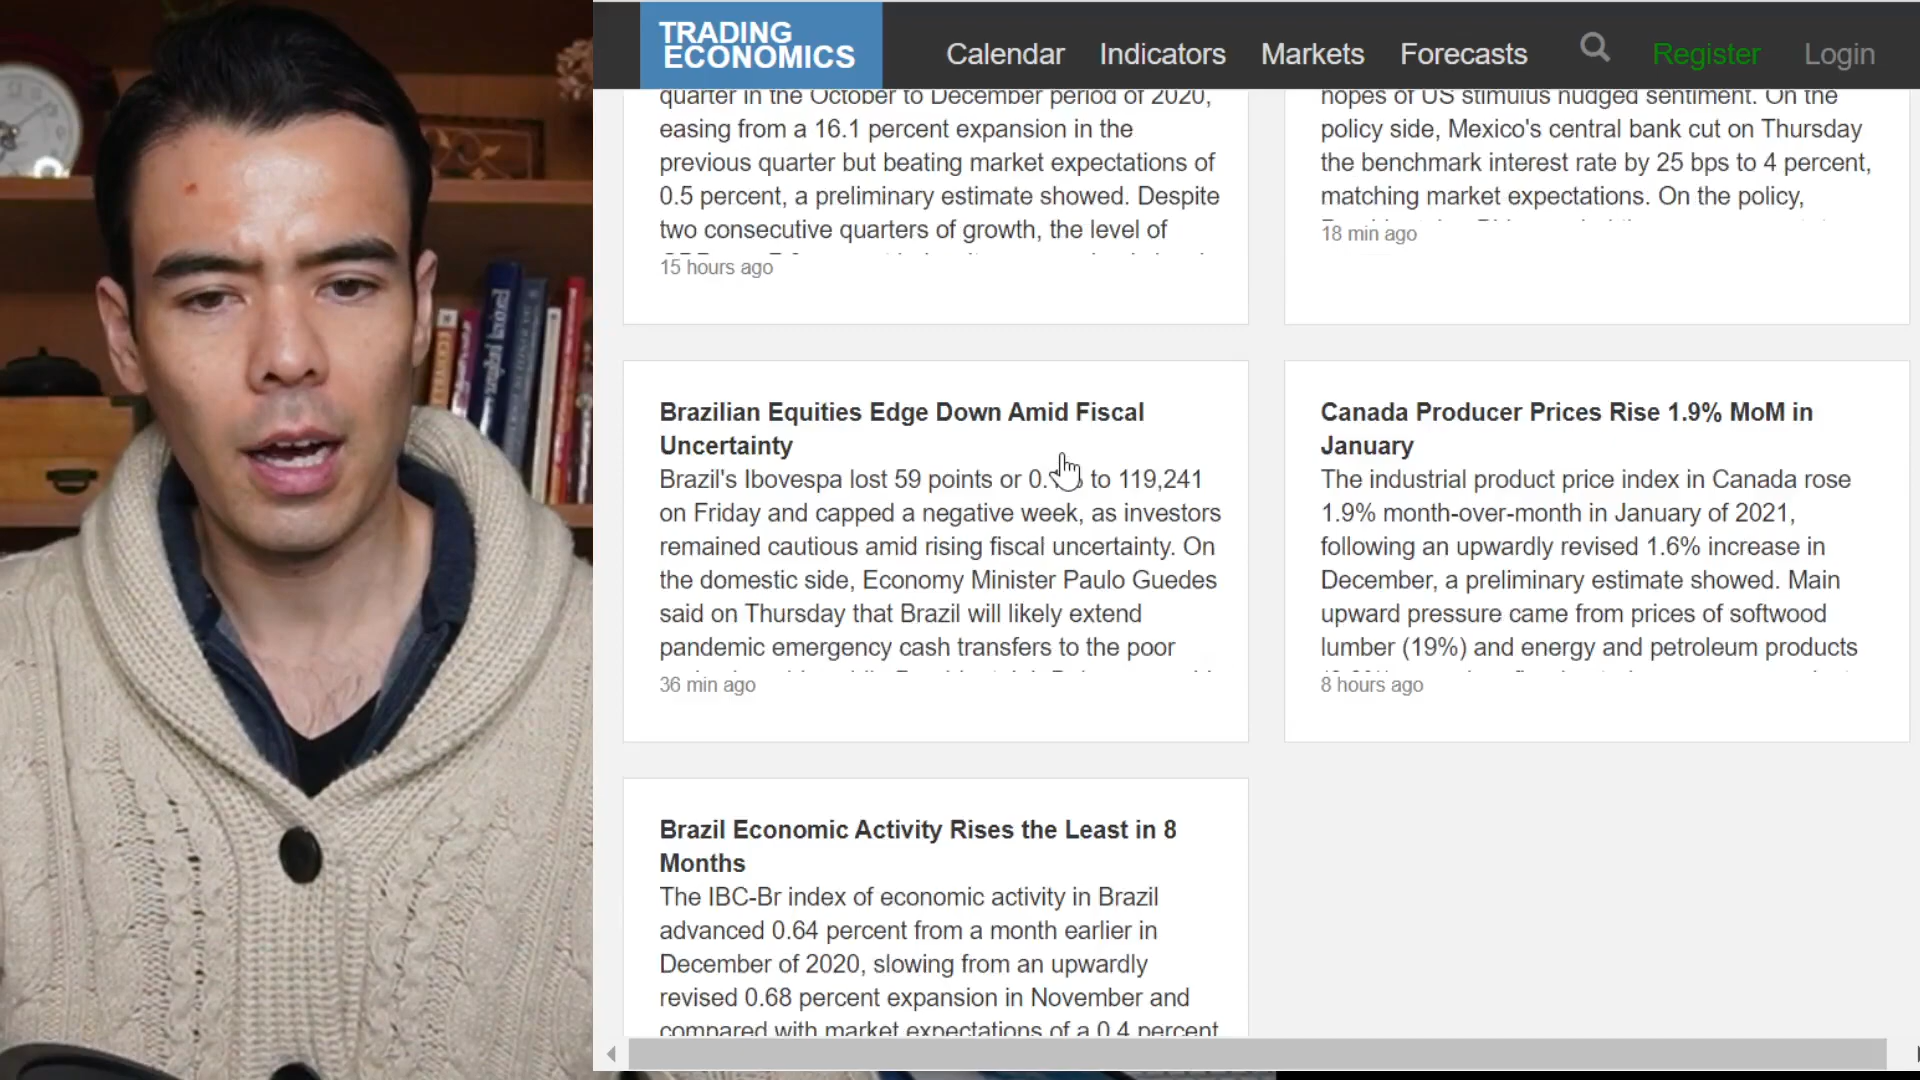 TRADING
ECONOMICS
Calendar
Indicators
Markets
Forecasts
Register
Login
quarter in the October to December period of 2020,
easing from a 16.1 percent expansion in the
previous quarter but beating market expectations of
0.5 percent, a preliminary estimate showed. Despite
two consecutive quarters of growth, the level of
15 hours ago
hopes of US stimulus nudged sentiment. On the
policy side, Mexico's central bank cut on Thursday
the benchmark interest rate by 25 bps to 4 percent,
matching market expectations. On the policy,
18 min ago
Brazilian Equities Edge Down Amid Fiscal
Uncertainty
Brazil's Ibovespa lost 59 points or to 119,241
on Friday and capped a negative week, as investors
remained cautious amid rising fiscal uncertainty. On
the domestic side, Economy Minister Paulo Guedes
said on Thursday that Brazil will likely extend
pandemic emergency cash transfers to the poor
36 min ago
Canada Producer Prices Rise 1.9% MoM in
January
The industrial product price index in Canada rose
1.9% month-over-month in January of 2021,
following an upwardly revised 1.6% increase in
December, a preliminary estimate showed. Main
upward pressure came from prices of softwood
lumber (19%) and energy and petroleum products
8 hours ago
Brazil Economic Activity Rises the Least in 8
Months
The IBC-Br index of economic activity in Brazil
advanced 0.64 percent from a month earlier in
December of 2020, slowing from an upwardly
revised 0.68 percent expansion in November and
compared with market expectations of a 0.4 percent